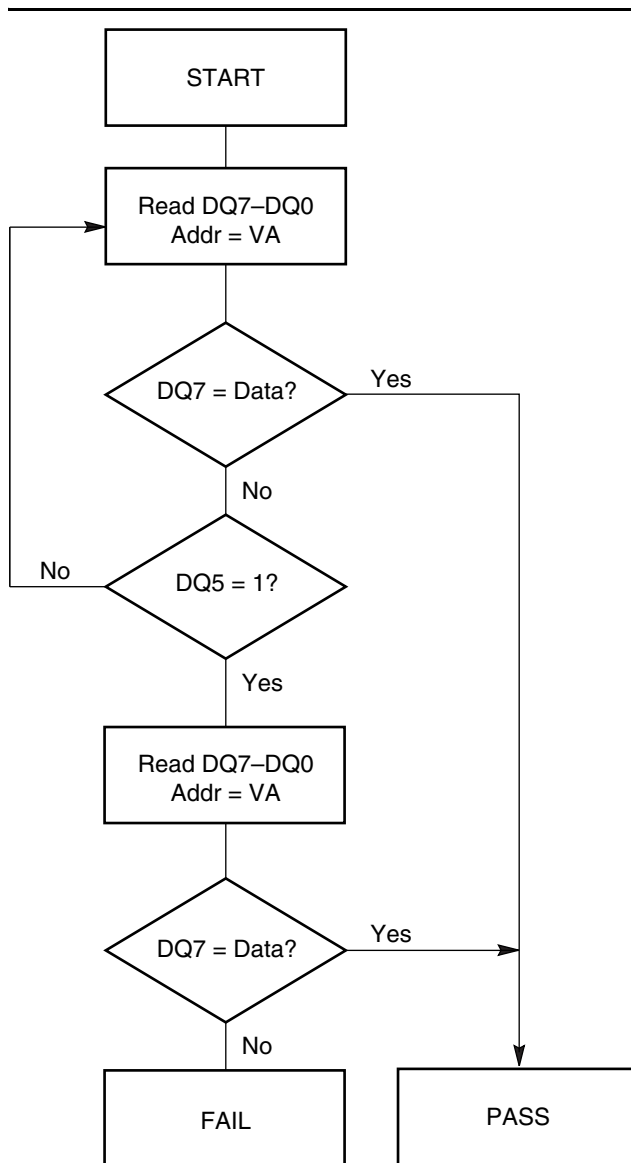 START
Read DQ7–DQ0
Addr = VA
DQ7 = Data?
Yes
No
No
DQ5 = 1?
Yes
Read DQ7–DQ0
Addr = VA
DQ7 = Data?
Yes
No
FAIL
PASS